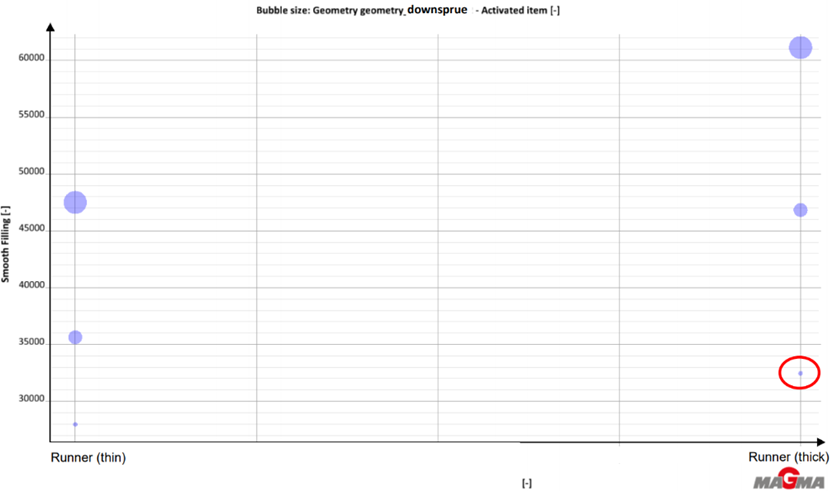 Bubble size: Geometry geometry_downsprue - Activated item [-]
60000
55000
50000
45000
40000
35000
30000
Smooth Filling [-]
Runner (thin)
Runner (thick)
[-]
MAGMA